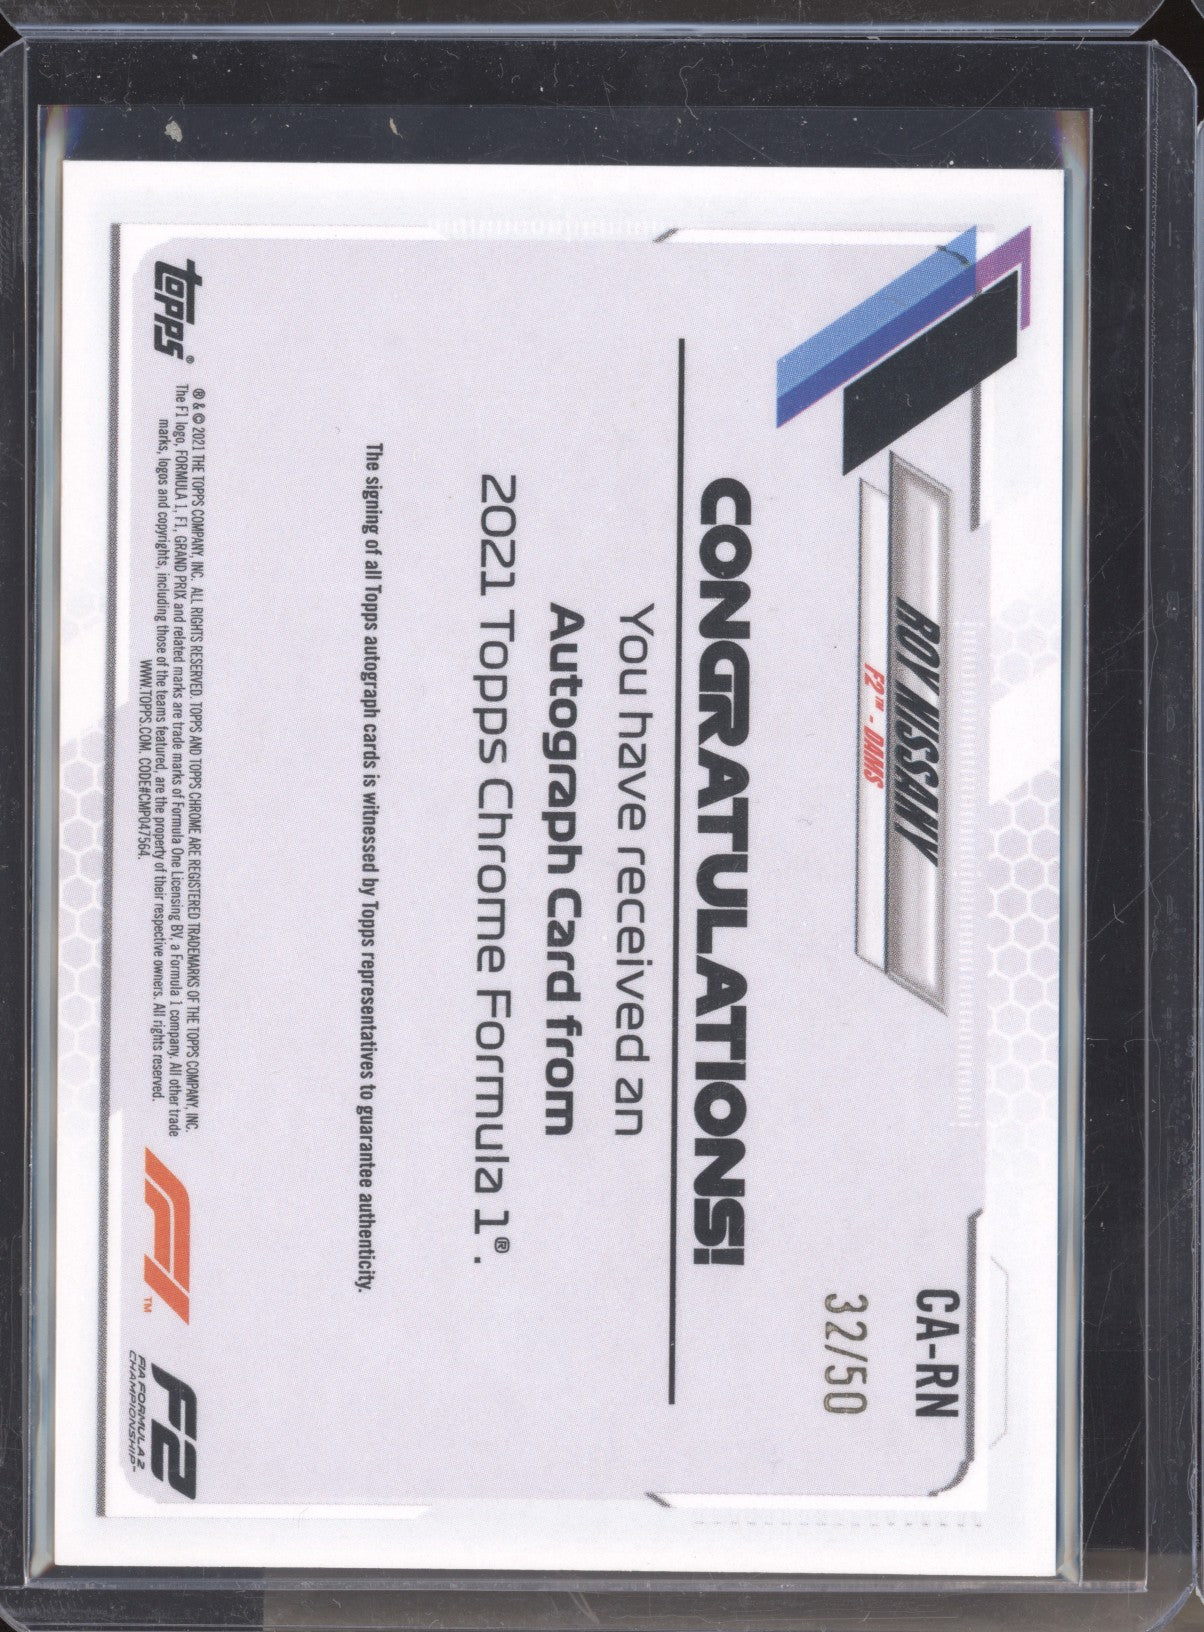 CA-RN
32/50
ROY NISSANY
F2™ - DAMS
CONGRATULATIONS!
You have received an
Autograph Card from
2021 Topps Chrome Formula 1®.
The signing of all Topps autograph cards is witnessed by Topps representatives to guarantee authenticity.
topps®
® & © 2021 THE TOPPS COMPANY, INC. ALL RIGHTS RESERVED. TOPPS AND TOPPS CHROME ARE REGISTERED TRADEMARKS OF THE TOPPS COMPANY, INC.
The F1 logo, FORMULA 1, F1, GRAND PRIX and related marks are trade marks of Formula One Licensing BV, a Formula 1 company. All other trade
marks, logos and copyrights, including those of the teams featured, are the property of their respective owners. All rights reserved.
WWW.TOPPS.COM. CODE#CMP047564.
F1™
F2
FIA FORMULA 2
CHAMPIONSHIP™